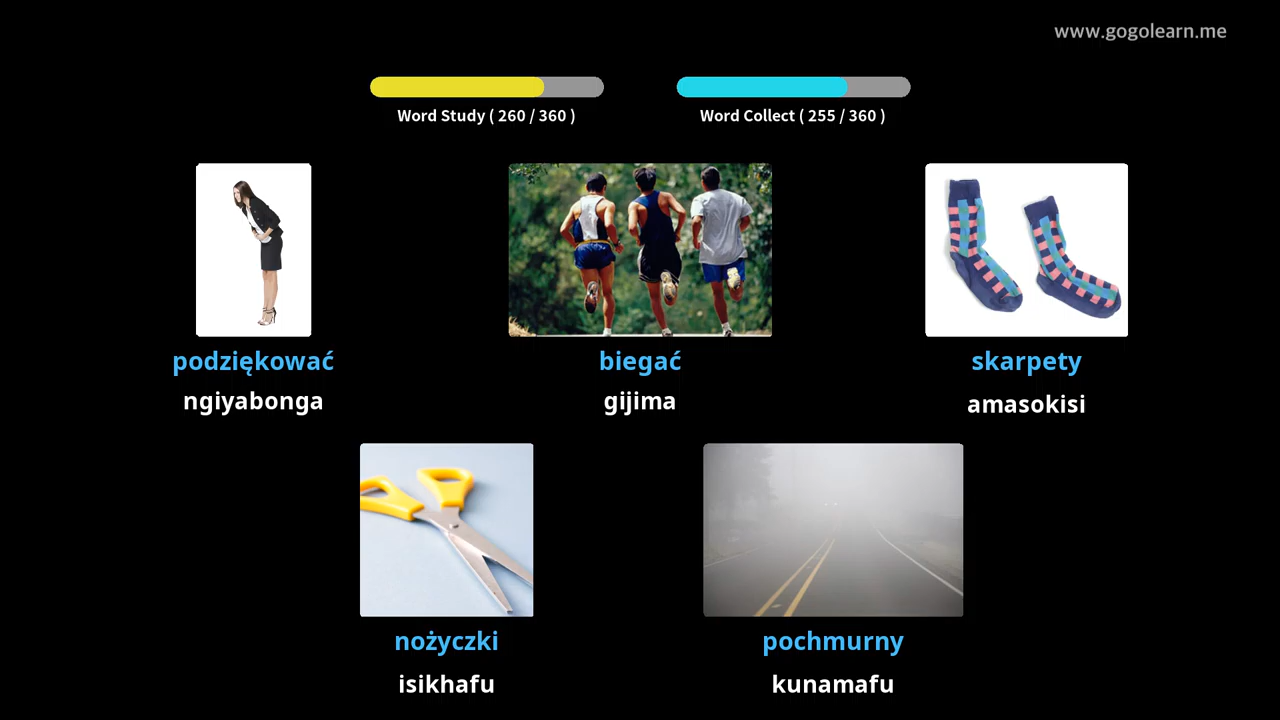 www.gogolearn.me
Word Study ( 260 / 360 )
Word Collect ( 255 / 360 )
podziękować
biegać
skarpety
ngiyabonga
gijima
amasokisi
nożyczki
pochmurny
isikhafu
kunamafu